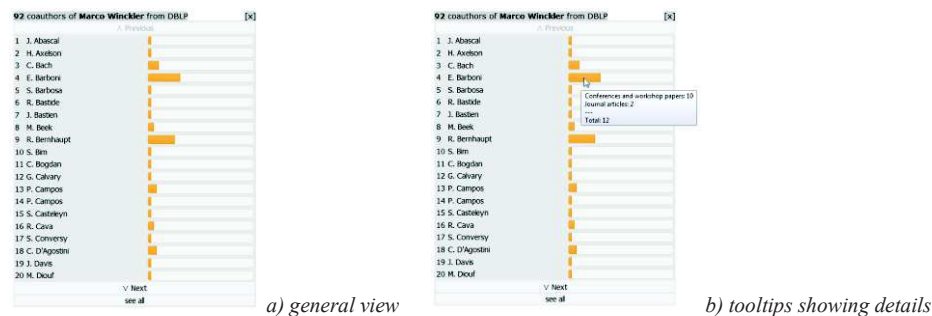 92 coauthors of Marco Winckler from DBLP [x]
∧ Previous
1 J. Abascal
2 H. Axelson
3 C. Bach
4 E. Barboni
5 S. Barbosa
6 R. Bastide
7 J. Bastien
8 M. Beek
9 R. Bernhaupt
10 S. Bim
11 C. Bogdan
12 G. Calvary
13 P. Campos
14 P. Campos
15 S. Casteleyn
16 R. Cava
17 S. Conversy
18 C. D'Agostini
19 J. Davis
20 M. Diouf
∨ Next
see all
a) general view
92 coauthors of Marco Winckler from DBLP [x]
∧ Previous
1 J. Abascal
2 H. Axelson
3 C. Bach
4 E. Barboni
5 S. Barbosa
6 R. Bastide
7 J. Bastien
8 M. Beek
9 R. Bernhaupt
10 S. Bim
11 C. Bogdan
12 G. Calvary
13 P. Campos
14 P. Campos
15 S. Casteleyn
16 R. Cava
17 S. Conversy
18 C. D'Agostini
19 J. Davis
20 M. Diouf
∨ Next
see all
Conferences and workshop papers: 10
Journal articles: 2
---
Total: 12
b) tooltips showing details